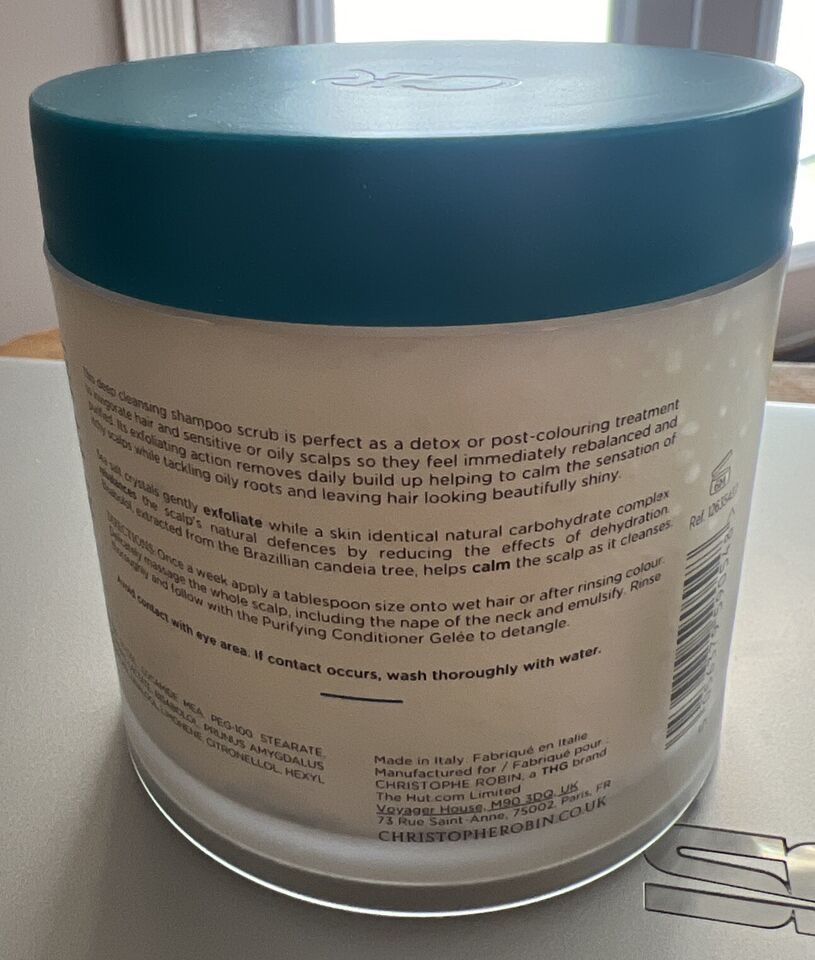 This deep cleansing shampoo scrub is perfect as a detox or post-colouring treatment
to invigorate hair and sensitive or oily scalps so they feel immediately rebalanced and
purified. Its exfoliating action removes daily build up helping to calm the sensation of
itchy scalps while tackling oily roots and leaving hair looking beautifully shiny.
Sea salt crystals gently exfoliate while a skin identical natural carbohydrate complex
enhances the scalp's natural defences by reducing the effects of dehydration.
Bisabolol, extracted from the Brazillian candeia tree, helps calm the scalp as it cleanses.
DIRECTIONS: Once a week apply a tablespoon size onto wet hair or after rinsing colour.
Delicately massage the whole scalp, including the nape of the neck and emulsify. Rinse
thoroughly and follow with the Purifying Conditioner Gelée to detangle.
Avoid contact with eye area. If contact occurs, wash thoroughly with water.
COCAMIDE MEA, PEG-100 STEARATE,
BISABOLOL, PRUNUS AMYGDALUS
LIMONENE, CITRONELLOL, HEXYL
Made in Italy. Fabriqué en Italie
Manufactured for / Fabriqué pour :
CHRISTOPHE ROBIN, a THG brand
The Hut.com Limited
Voyager House, M90 3DQ, UK
73 Rue Saint-Anne, 75002, Paris, FR
CHRISTOPHEROBIN.CO.UK
Ref.